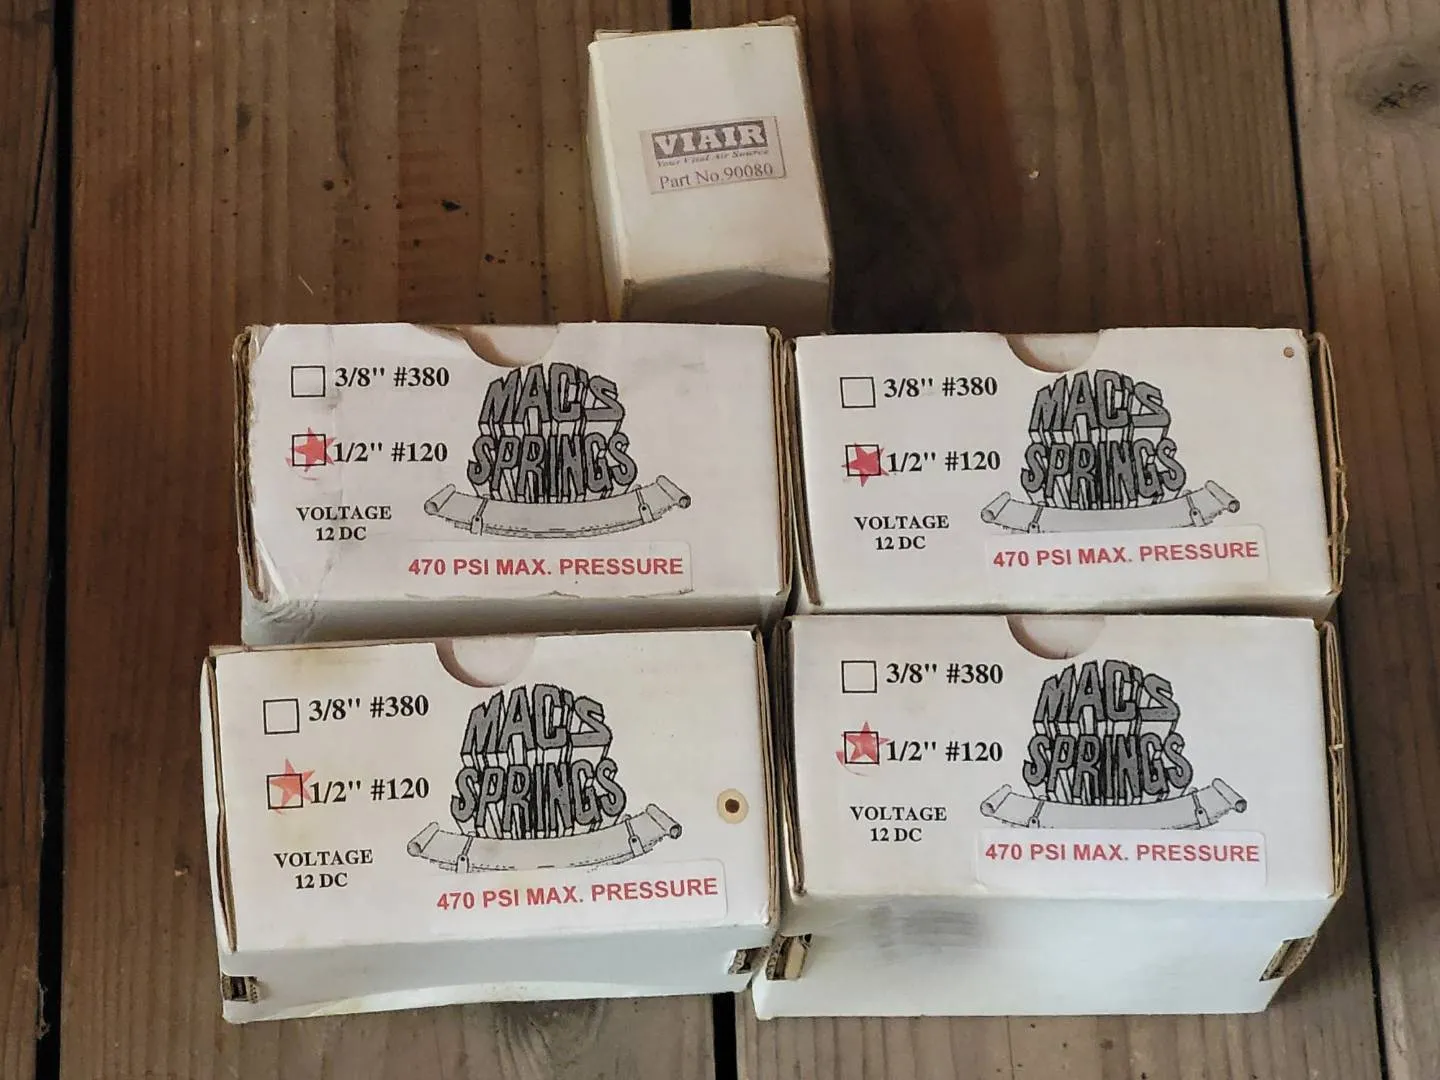 VIAIR
Your Vital Air Source
Part No.90080
3/8" #380
1/2" #120
VOLTAGE
12 DC
MAC'S
SPRINGS
470 PSI MAX. PRESSURE
3/8" #380
1/2" #120
VOLTAGE
12 DC
MAC'S
SPRINGS
470 PSI MAX. PRESSURE
3/8" #380
1/2" #120
VOLTAGE
12 DC
MAC'S
SPRINGS
470 PSI MAX. PRESSURE
3/8" #380
1/2" #120
VOLTAGE
12 DC
MAC'S
SPRINGS
470 PSI MAX. PRESSURE